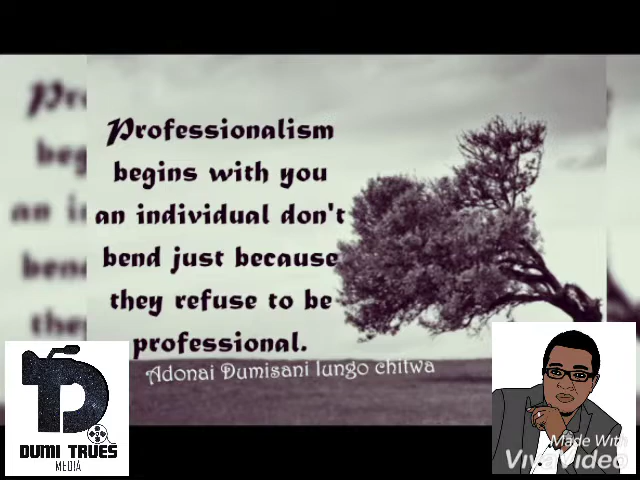 Professionalism
begins with you
an individual don't
bend just because
they refuse to be
professional.
Adonai Dumisani lungo chitwa
DUMI TRUES
MEDIA
Made With
VivaVideo